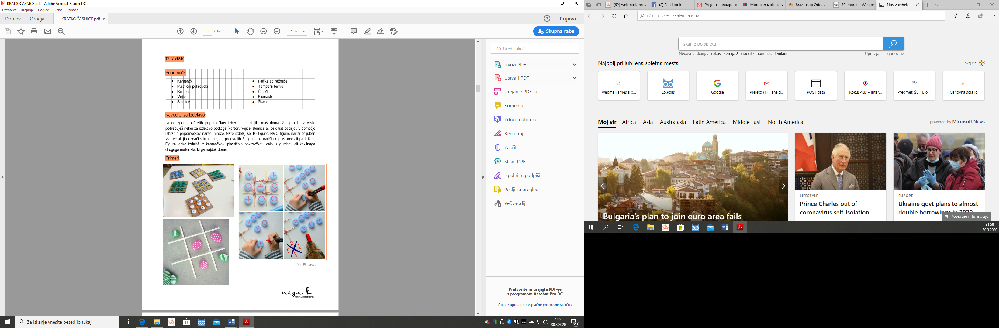 KRATKOČASNICE.pdf - Adobe Acrobat Reader DC
Datoteka Urejanje Pogled Okno Pomoč
Domov Orodja KRATKOČASNICE.pdf × Prijava
11 / 64 71% Skupna raba
TRI V VRSTO
Pripomočki:
• Kamenčki
• Plastični pokrovčki
• Karton
• Vejice
• Slamice
• Palčke za ražnjiče
• Tempera barve
• Čopiči
• Flomastri
• Škarje
Navodila za izdelavo:
Izmed zgoraj naštetih pripomočkov izberi tiste, ki jih imaš doma. Za igro tri v vrsto
potrebuješ nekaj za izdelavo podlage (karton, vejice, slamice ali celo list papirja). S pomočjo
izbranih pripomočkov naredi mrežo. Nato izdelaj še 10 figuric. Na 5 figuric nariši poljuben
vzorec ali jih označi s krogcem, na preostalih 5 figuric pa nariši drug vzorec ali pa križec.
Figure lahko izdelaš iz kamenčkov, plastičnih pokrovčkov, celo iz gumbov ali kakšnega
drugega materiala, ki ga najdeš doma.
Primeri:
TRIS
Vir: Pinterest
neja k.
Išči 'Uredi sliko'
Izvozi PDF
Ustvari PDF
Urejanje PDF-ja
Komentar
Združi datoteke
Redigiraj
Zaščiti
Stisni PDF
Izpolni in podpiši
Pošlji za pregled
Več orodij
Pretvorite in urejajte PDF-je
s programom Acrobat Pro DC
Začni z uporabo brezplačne preskusne različice
Za iskanje vnesite besedilo tukaj
21:58
30.3.2020
23
(62) webmail.arnes (3) Facebook Prejeto - ana.grasic Modrijan izobražev 8raz-osig: Oddaja r 30. marec - Wikipe Nov zavihek
Iščite ali vnesite spletni naslov
Iskanje po spletu
Nedavna iskanja: rokus kemija 8 google apnenec fenilamin Upravljanje zgodovine
Najbolj priljubljena spletna mesta Skrij vir
webmail.arnes.si ::... Lo.Polis Google Prejeto (1) - ana.g... POST data iRokusPlus – Inter... Predmet: ŠS - Bio... Osnovna šola Ig
Moj vir Africa Asia Australasia Latin America Middle East North America powered by Microsoft News
Bulgaria's plan to join euro area fails
LIFESTYLE
Prince Charles out of
coronavirus self-isolation
EUROPE
Ukraine govt plans to almost
double borrowings in 2020
Povratne informacije
21:58
30.3.2020